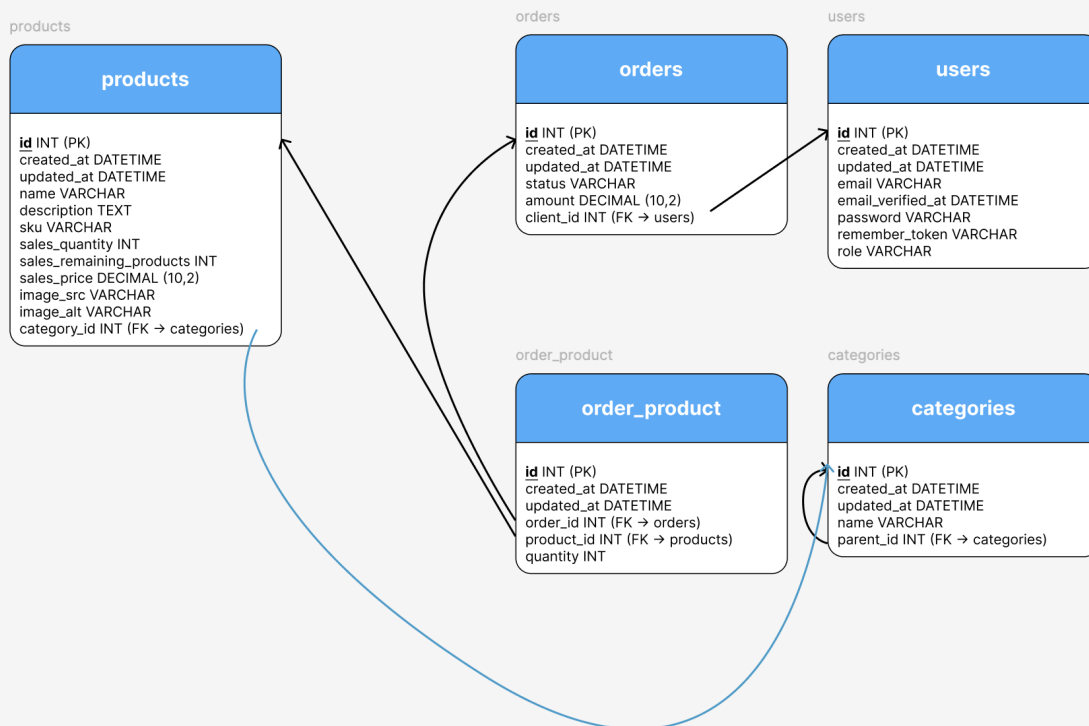 products
products
id INT (PK)
created_at DATETIME
updated_at DATETIME
name VARCHAR
description TEXT
sku VARCHAR
sales_quantity INT
sales_remaining_products INT
sales_price DECIMAL (10,2)
image_src VARCHAR
image_alt VARCHAR
category_id INT (FK → categories)
orders
orders
id INT (PK)
created_at DATETIME
updated_at DATETIME
status VARCHAR
amount DECIMAL (10,2)
client_id INT (FK → users)
users
users
id INT (PK)
created_at DATETIME
updated_at DATETIME
email VARCHAR
email_verified_at DATETIME
password VARCHAR
remember_token VARCHAR
role VARCHAR
order_product
order_product
id INT (PK)
created_at DATETIME
updated_at DATETIME
order_id INT (FK → orders)
product_id INT (FK → products)
quantity INT
categories
categories
id INT (PK)
created_at DATETIME
updated_at DATETIME
name VARCHAR
parent_id INT (FK → categories)